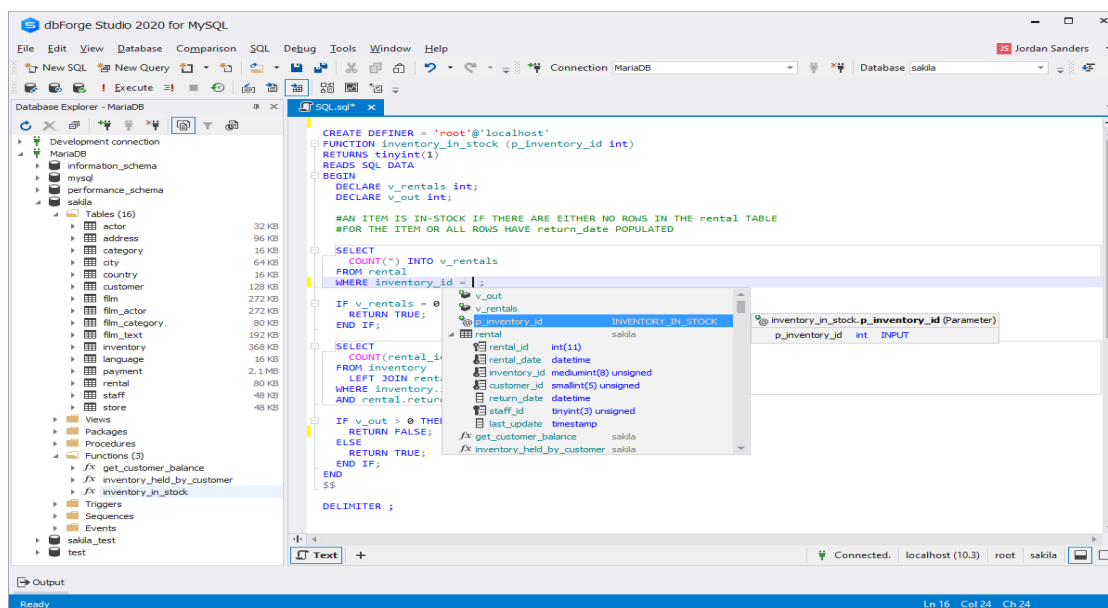 dbForge Studio 2020 for MySQL
File Edit View Database Comparison SQL Debug Tools Window Help
JS Jordan Sanders
New SQL New Query Connection MariaDB Database sakila
! Execute
Database Explorer - MariaDB
SQL.sql*
Development connection
MariaDB
information_schema
mysql
performance_schema
sakila
Tables (16)
actor 32 KB
address 96 KB
category 16 KB
city 64 KB
country 16 KB
customer 128 KB
film 272 KB
film_actor 272 KB
film_category 80 KB
film_text 192 KB
inventory 368 KB
language 16 KB
payment 2.1 MB
rental 80 KB
staff 48 KB
store 48 KB
Views
Packages
Procedures
Functions (3)
fx get_customer_balance
fx inventory_held_by_customer
fx inventory_in_stock
Triggers
Sequences
Events
sakila_test
test
CREATE DEFINER = 'root'@'localhost'
FUNCTION inventory_in_stock (p_inventory_id int)
RETURNS tinyint(1)
READS SQL DATA
BEGIN
DECLARE v_rentals int;
DECLARE v_out int;
#AN ITEM IS IN-STOCK IF THERE ARE EITHER NO ROWS IN THE rental TABLE
#FOR THE ITEM OR ALL ROWS HAVE return_date POPULATED
SELECT
COUNT(*) INTO v_rentals
FROM rental
WHERE inventory_id = ;
IF v_rentals = 0
RETURN TRUE;
END IF;
SELECT
COUNT(rental_i
FROM inventory
LEFT JOIN rent
WHERE inventory.
AND rental.retur
IF v_out > 0 THE
RETURN FALSE;
ELSE
RETURN TRUE;
END IF;
END
$$
DELIMITER ;
v_out
v_rentals
p_inventory_id INVENTORY_IN_STOCK
rental sakila
rental_id int(11)
rental_date datetime
inventory_id mediumint(8) unsigned
customer_id smallint(5) unsigned
return_date datetime
staff_id tinyint(3) unsigned
last_update timestamp
fx get_customer_balance sakila
fx inventory_held_by_customer sakila
inventory_in_stock.p_inventory_id (Parameter)
p_inventory_id int INPUT
Text +
Connected. localhost (10.3) root sakila
Output
Ready Ln 16 Col 24 Ch 24